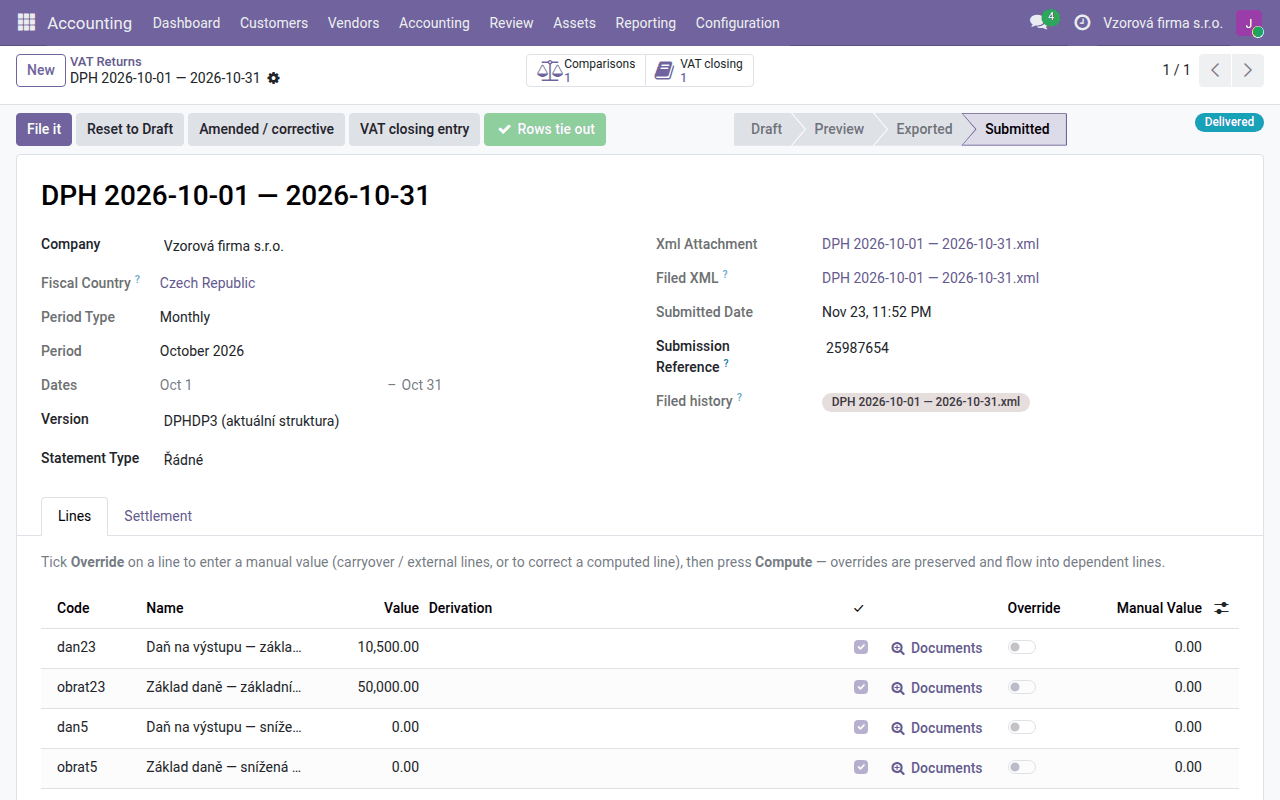 Accounting Dashboard Customers Vendors Accounting Review Assets Reporting Configuration 4 Vzorová firma s.r.o. J
New VAT Returns Comparisons 1 VAT closing 1 1 / 1
DPH 2026-10-01 — 2026-10-31
File it Reset to Draft Amended / corrective VAT closing entry Rows tie out Draft Preview Exported Submitted Delivered
DPH 2026-10-01 — 2026-10-31
Company Vzorová firma s.r.o.
Fiscal Country ? Czech Republic
Period Type Monthly
Period October 2026
Dates Oct 1 – Oct 31
Version DPHDP3 (aktuální struktura)
Statement Type Řádné
Xml Attachment DPH 2026-10-01 — 2026-10-31.xml
Filed XML ? DPH 2026-10-01 — 2026-10-31.xml
Submitted Date Nov 23, 11:52 PM
Submission Reference ? 25987654
Filed history ? DPH 2026-10-01 — 2026-10-31.xml
Lines Settlement
Tick Override on a line to enter a manual value (carryover / external lines, or to correct a computed line), then press Compute — overrides are preserved and flow into dependent lines.
Code Name Value Derivation Override Manual Value
dan23 Daň na výstupu — zákla... 10,500.00 Documents 0.00
obrat23 Základ daně — základní... 50,000.00 Documents 0.00
dan5 Daň na výstupu — sníže... 0.00 Documents 0.00
obrat5 Základ daně — snížená ... 0.00 Documents 0.00